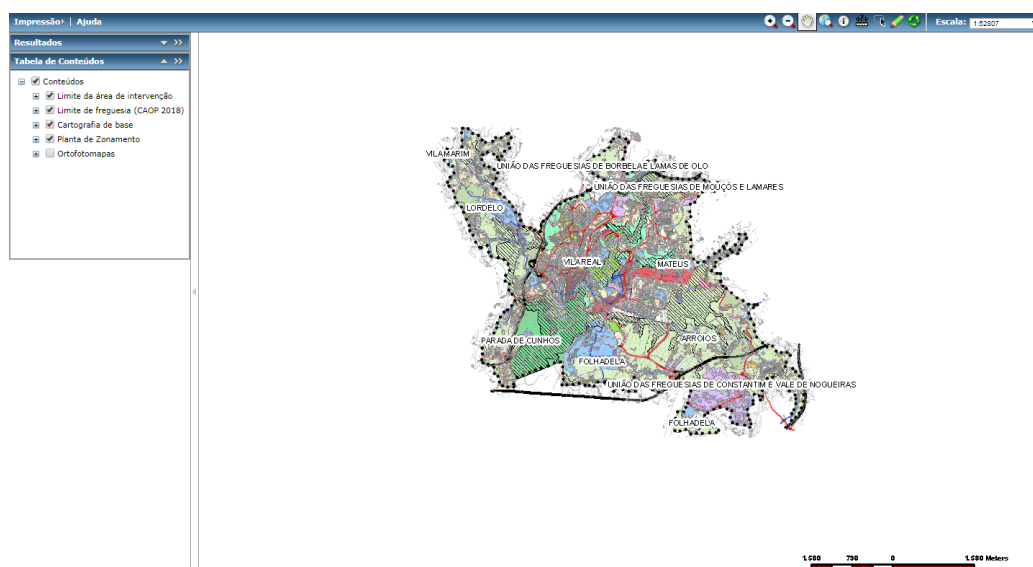 Impressão | Ajuda
Escala: 1:52807
Resultados
Tabela de Conteúdos
Conteúdos
Limite da área de intervenção
Limite de freguesia (CAOP 2018)
Cartografia de base
Planta de Zonamento
Ortofotomapas
VILAMARIM
UNIÃO DAS FREGUESIAS DE BORBELA E LAMAS DE OLO
UNIÃO DAS FREGUESIAS DE MOUÇÓS E LAMARES
LORDELO
VILA REAL
MATEUS
PARADA DE CUNHOS
ARROIOS
FOLHADELA
UNIÃO DAS FREGUESIAS DE CONSTANTIM E VALE DE NOGUEIRAS
FOLHADELA
1.580 790 0 1.580 Meters